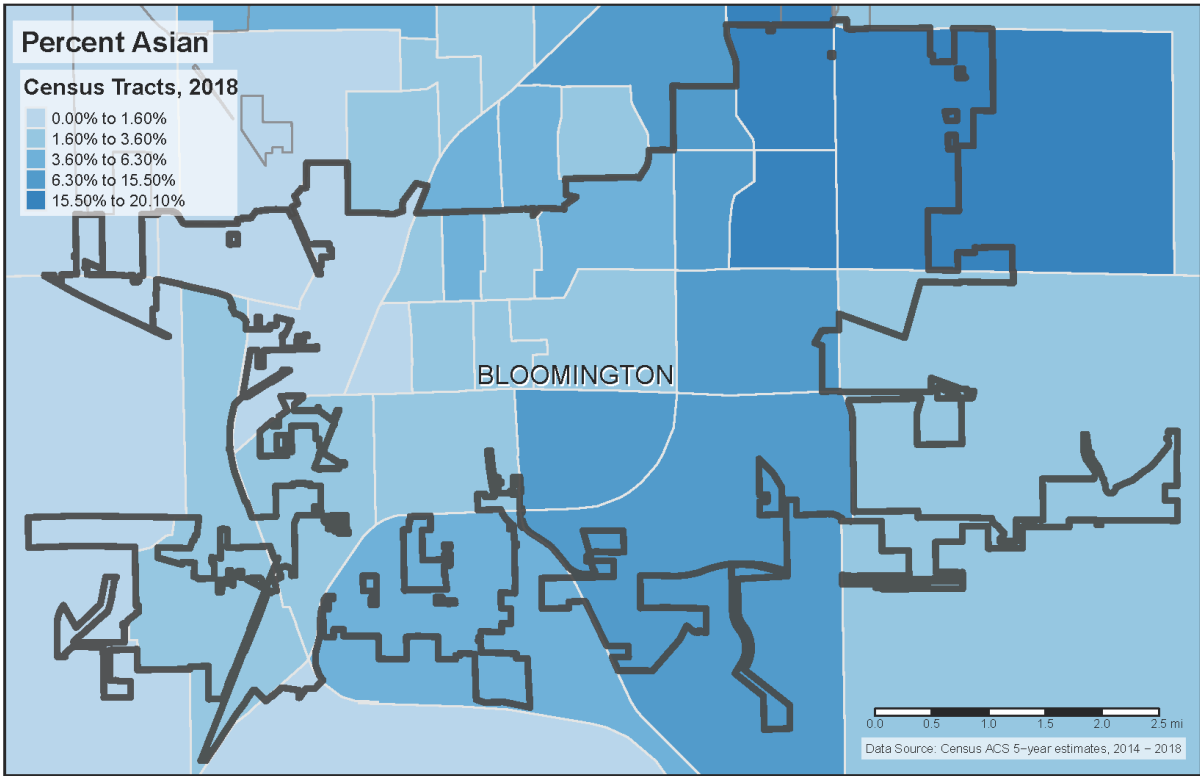 Percent Asian
Census Tracts, 2018
0.00% to 1.60%
1.60% to 3.60%
3.60% to 6.30%
6.30% to 15.50%
15.50% to 20.10%
BLOOMINGTON
0.0 0.5 1.0 1.5 2.0 2.5 mi
Data Source: Census ACS 5−year estimates, 2014 − 2018